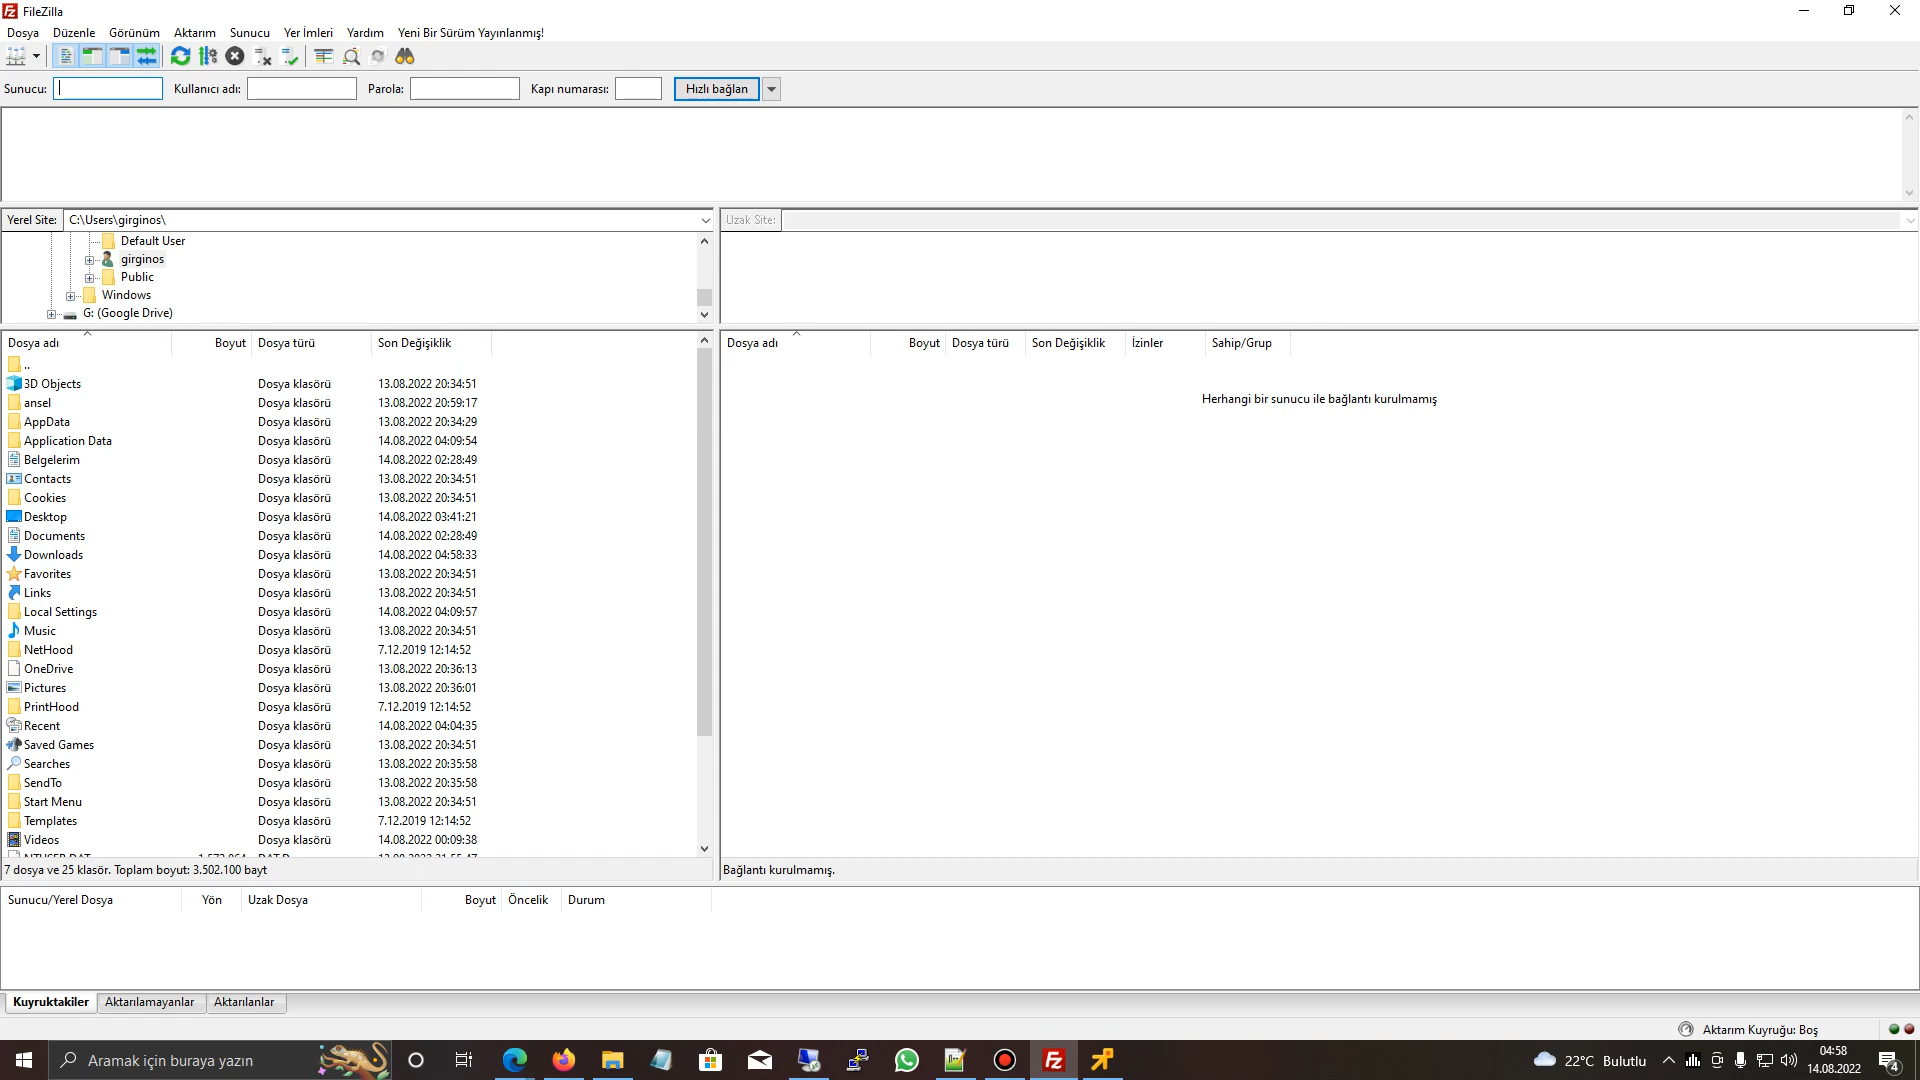 FileZilla
Dosya Düzenle Görünüm Aktarım Sunucu Yer İmleri Yardım Yeni Bir Sürüm Yayınlanmış!
Sunucu: Kullanıcı adı: Parola: Kapı numarası: Hızlı bağlan
Yerel Site: C:\Users\girginos\
Default User
girginos
Public
Windows
G: (Google Drive)
Uzak Site:
Dosya adı Boyut Dosya türü Son Değişiklik
..
3D Objects Dosya klasörü 13.08.2022 20:34:51
ansel Dosya klasörü 13.08.2022 20:59:17
AppData Dosya klasörü 13.08.2022 20:34:29
Application Data Dosya klasörü 14.08.2022 04:09:54
Belgelerim Dosya klasörü 14.08.2022 02:28:49
Contacts Dosya klasörü 13.08.2022 20:34:51
Cookies Dosya klasörü 13.08.2022 20:34:51
Desktop Dosya klasörü 14.08.2022 03:41:21
Documents Dosya klasörü 14.08.2022 02:28:49
Downloads Dosya klasörü 14.08.2022 04:58:33
Favorites Dosya klasörü 13.08.2022 20:34:51
Links Dosya klasörü 13.08.2022 20:34:51
Local Settings Dosya klasörü 14.08.2022 04:09:57
Music Dosya klasörü 13.08.2022 20:34:51
NetHood Dosya klasörü 7.12.2019 12:14:52
OneDrive Dosya klasörü 13.08.2022 20:36:13
Pictures Dosya klasörü 13.08.2022 20:36:01
PrintHood Dosya klasörü 7.12.2019 12:14:52
Recent Dosya klasörü 14.08.2022 04:04:35
Saved Games Dosya klasörü 13.08.2022 20:34:51
Searches Dosya klasörü 13.08.2022 20:35:58
SendTo Dosya klasörü 13.08.2022 20:35:58
Start Menu Dosya klasörü 13.08.2022 20:34:51
Templates Dosya klasörü 7.12.2019 12:14:52
Videos Dosya klasörü 14.08.2022 00:09:38
7 dosya ve 25 klasör. Toplam boyut: 3.502.100 bayt
Dosya adı Boyut Dosya türü Son Değişiklik İzinler Sahip/Grup
Herhangi bir sunucu ile bağlantı kurulmamış
Bağlantı kurulmamış.
Sunucu/Yerel Dosya Yön Uzak Dosya Boyut Öncelik Durum
Kuyruktakiler Aktarılamayanlar Aktarılanlar
Aktarım Kuyruğu: Boş
Aramak için buraya yazın
22°C Bulutlu
04:58
14.08.2022
4